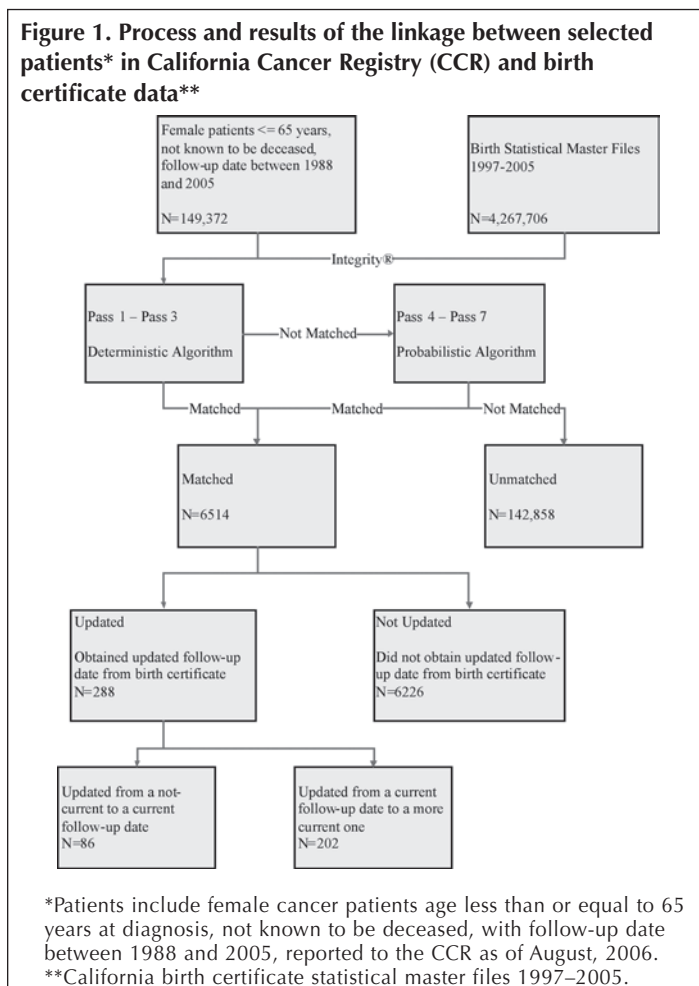 Figure 1. Process and results of the linkage between selected
patients* in California Cancer Registry (CCR) and birth
certificate data**
Female patients <= 65 years,
not known to be deceased,
follow-up date between 1988
and 2005
N=149,372
Birth Statistical Master Files
1997-2005
N=4,267,706
Integrity®
Pass 1 – Pass 3
Deterministic Algorithm
Not Matched
Pass 4 – Pass 7
Probabilistic Algorithm
Matched
Matched
Not Matched
Matched
N=6514
Unmatched
N=142,858
Updated
Obtained updated follow-up
date from birth certificate
N=288
Not Updated
Did not obtain updated follow-
up date from birth certificate
N=6226
Updated from a not-
current to a current
follow-up date
N=86
Updated from a current
follow-up date to a more
current one
N=202
*Patients include female cancer patients age less than or equal to 65
years at diagnosis, not known to be deceased, with follow-up date
between 1988 and 2005, reported to the CCR as of August, 2006.
**California birth certificate statistical master files 1997–2005.